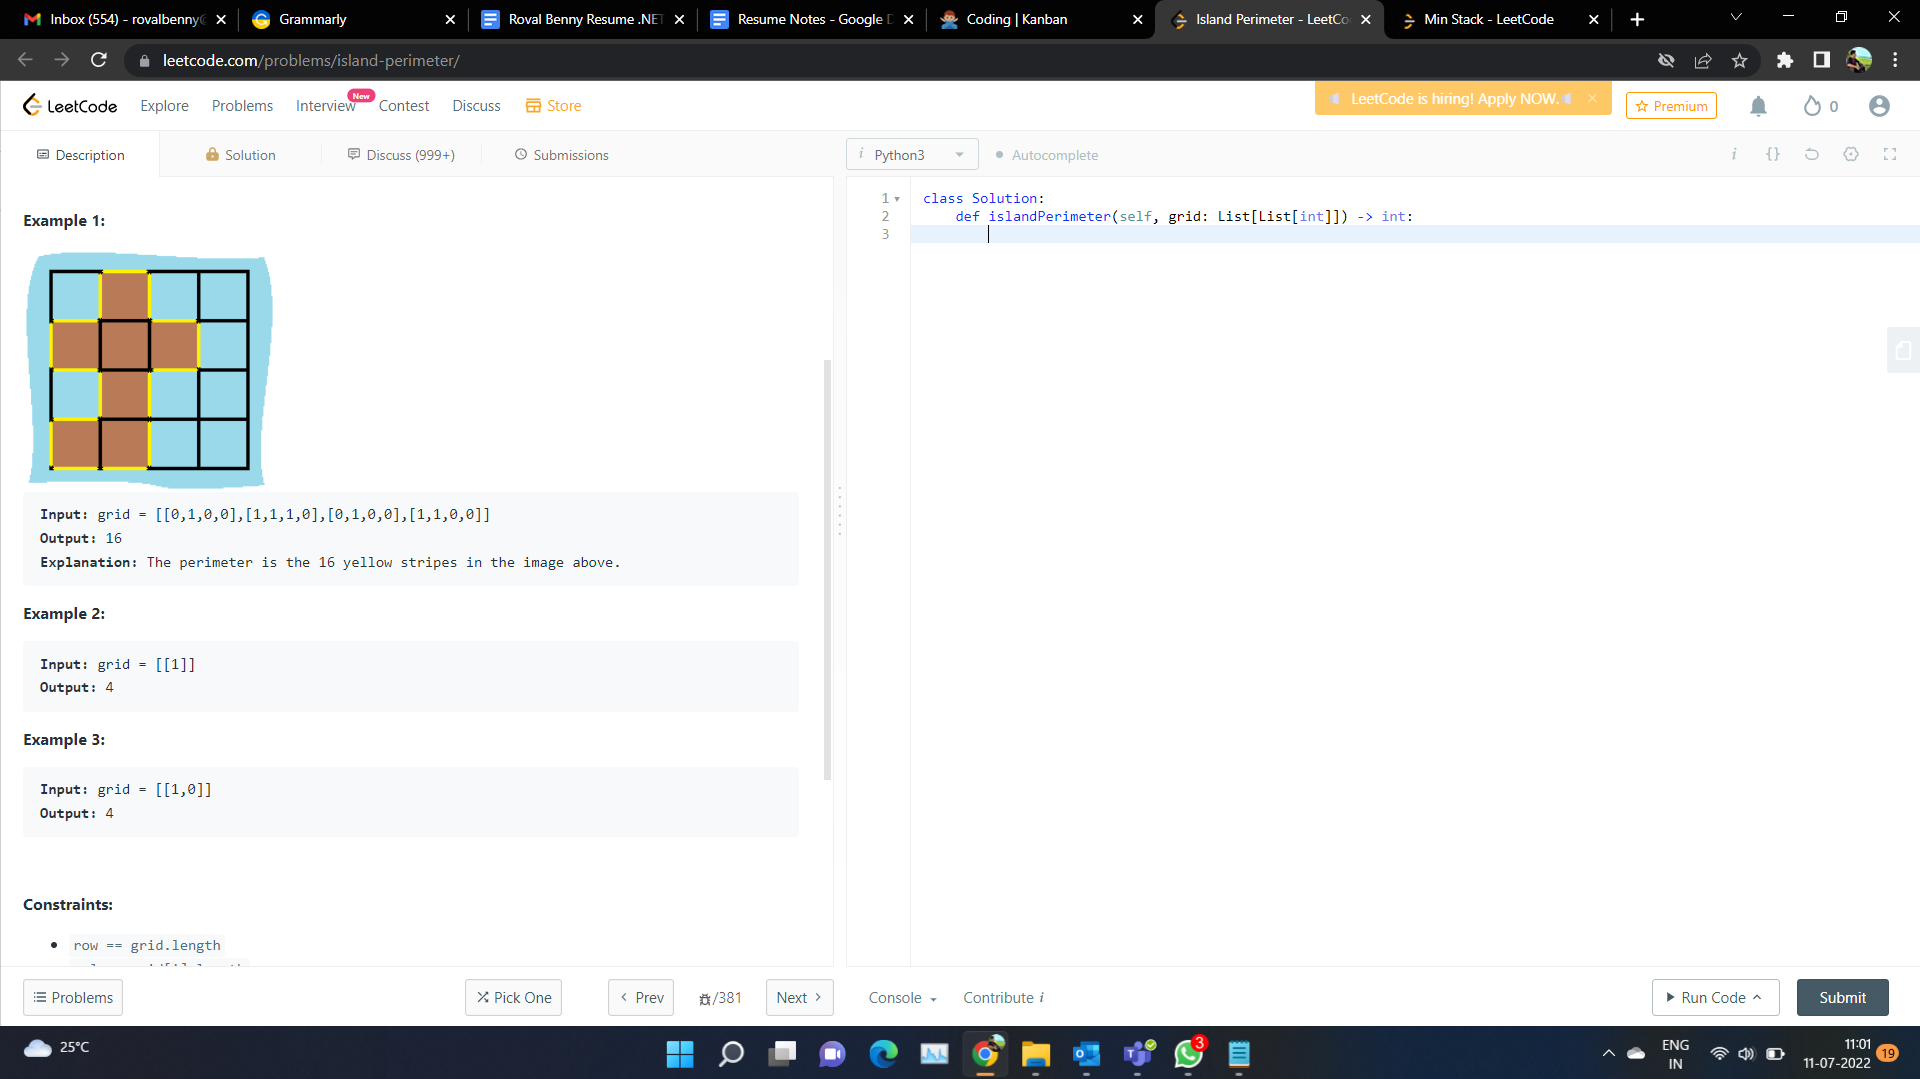 Inbox (554) - rovalbenny@
Grammarly
Roval Benny Resume .NET
Resume Notes - Google D
Coding | Kanban
Island Perimeter - LeetCo
Min Stack - LeetCode
leetcode.com/problems/island-perimeter/
LeetCode
Explore
Problems
Interview
New
Contest
Discuss
Store
LeetCode is hiring! Apply NOW.
Premium
0
Description
Solution
Discuss (999+)
Submissions
i Python3
Autocomplete
i {}
Example 1:
Input: grid = [[0,1,0,0],[1,1,1,0],[0,1,0,0],[1,1,0,0]]
Output: 16
Explanation: The perimeter is the 16 yellow stripes in the image above.
Example 2:
Input: grid = [[1]]
Output: 4
Example 3:
Input: grid = [[1,0]]
Output: 4
Constraints:
row == grid.length
1 class Solution:
2 def islandPerimeter(self, grid: List[List[int]]) -> int:
3
Problems
Pick One
Prev
/381
Next
Console
Contribute i
Run Code
Submit
25°C
3
ENG
IN
11:01
11-07-2022
19